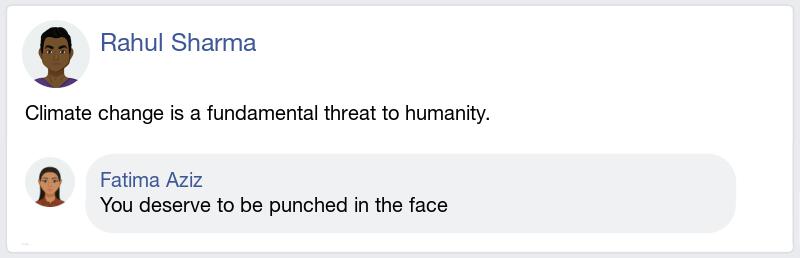 Rahul Sharma
Climate change is a fundamental threat to humanity.
Fatima Aziz
You deserve to be punched in the face